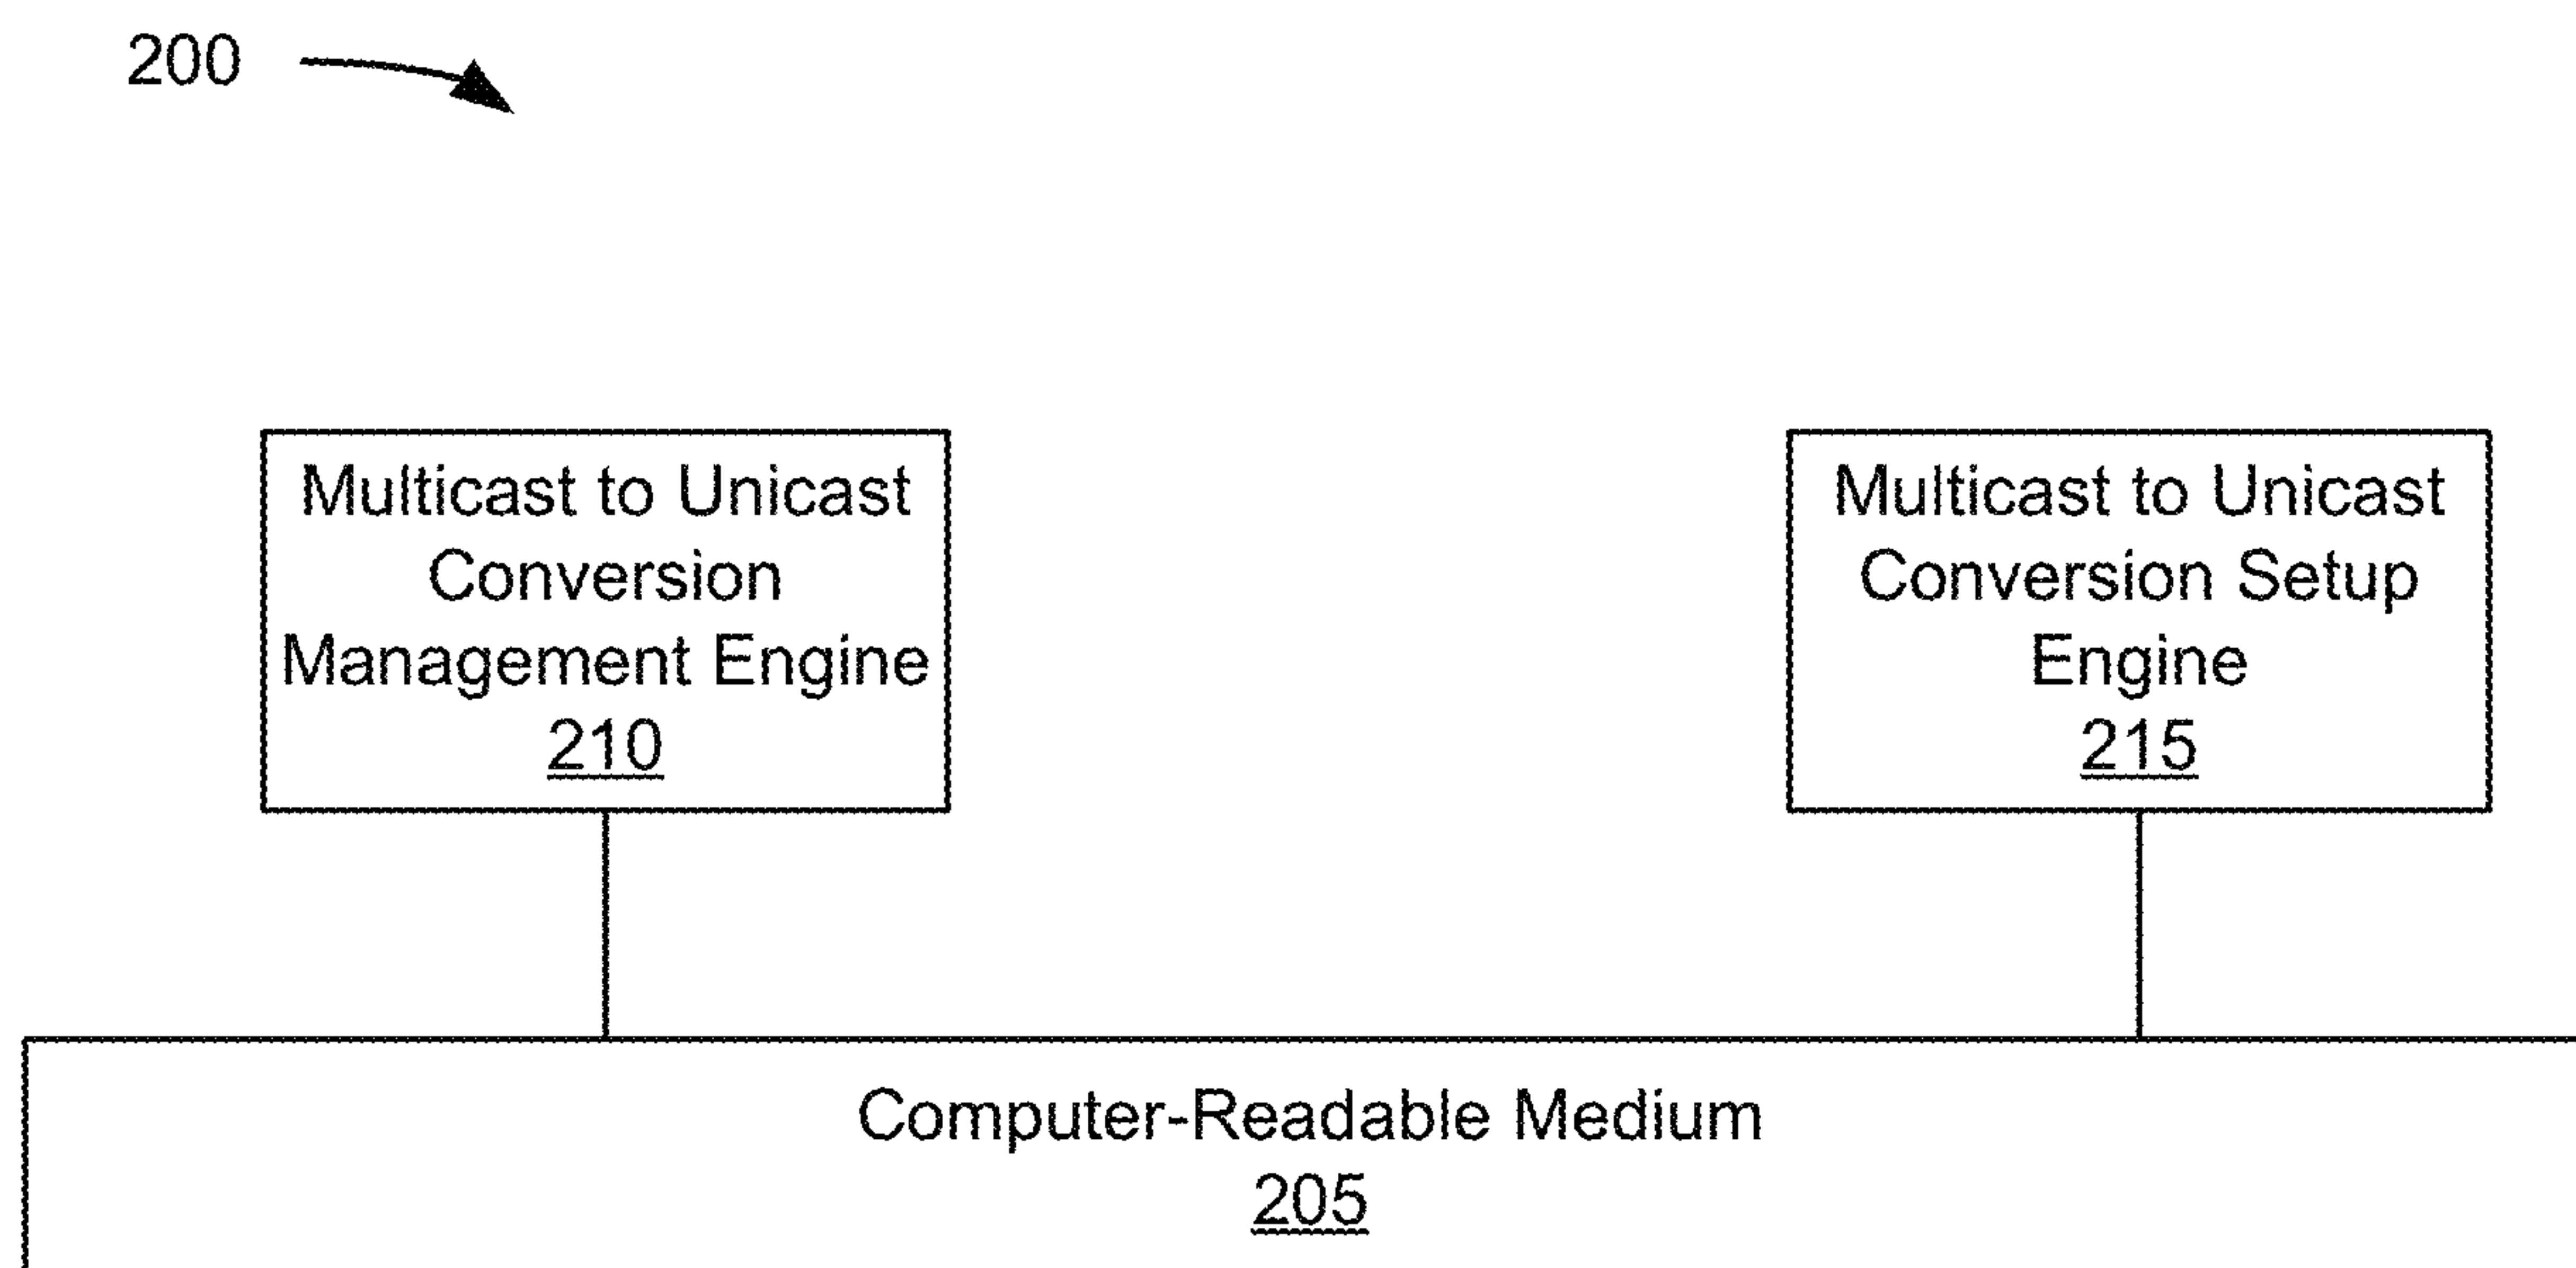 200
Multicast to Unicast
Conversion
Management Engine
210
Multicast to Unicast
Conversion Setup
Engine
215
Computer-Readable Medium
205